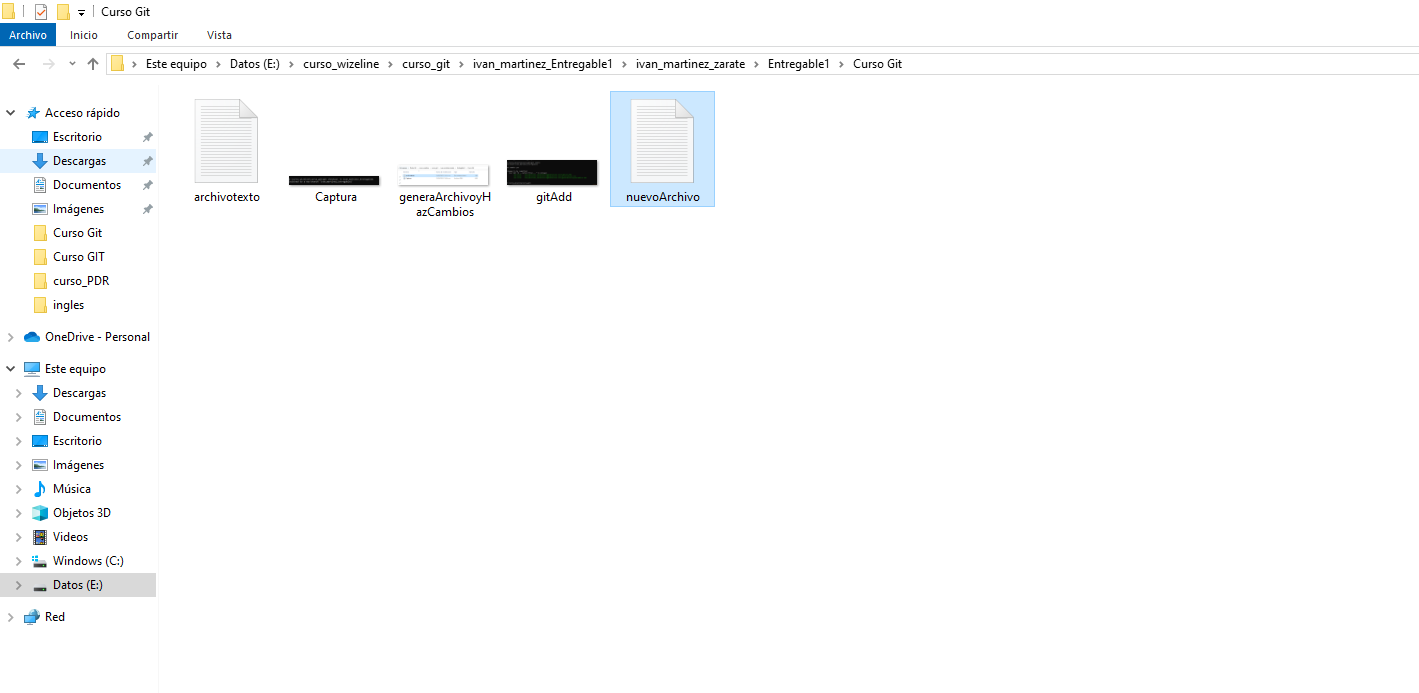 Curso Git
Archivo Inicio Compartir Vista
Este equipo Datos (E:) curso_wizeline curso_git ivan_martinez_Entregable1 ivan_martinez_zarate Entregable1 Curso Git
Acceso rápido
Escritorio
Descargas
Documentos
Imágenes
Curso Git
Curso GIT
curso_PDR
ingles
OneDrive - Personal
Este equipo
Descargas
Documentos
Escritorio
Imágenes
Música
Objetos 3D
Videos
Windows (C:)
Datos (E:)
Red
archivotexto
Captura
generaArchivoyH
azCambios
gitAdd
nuevoArchivo